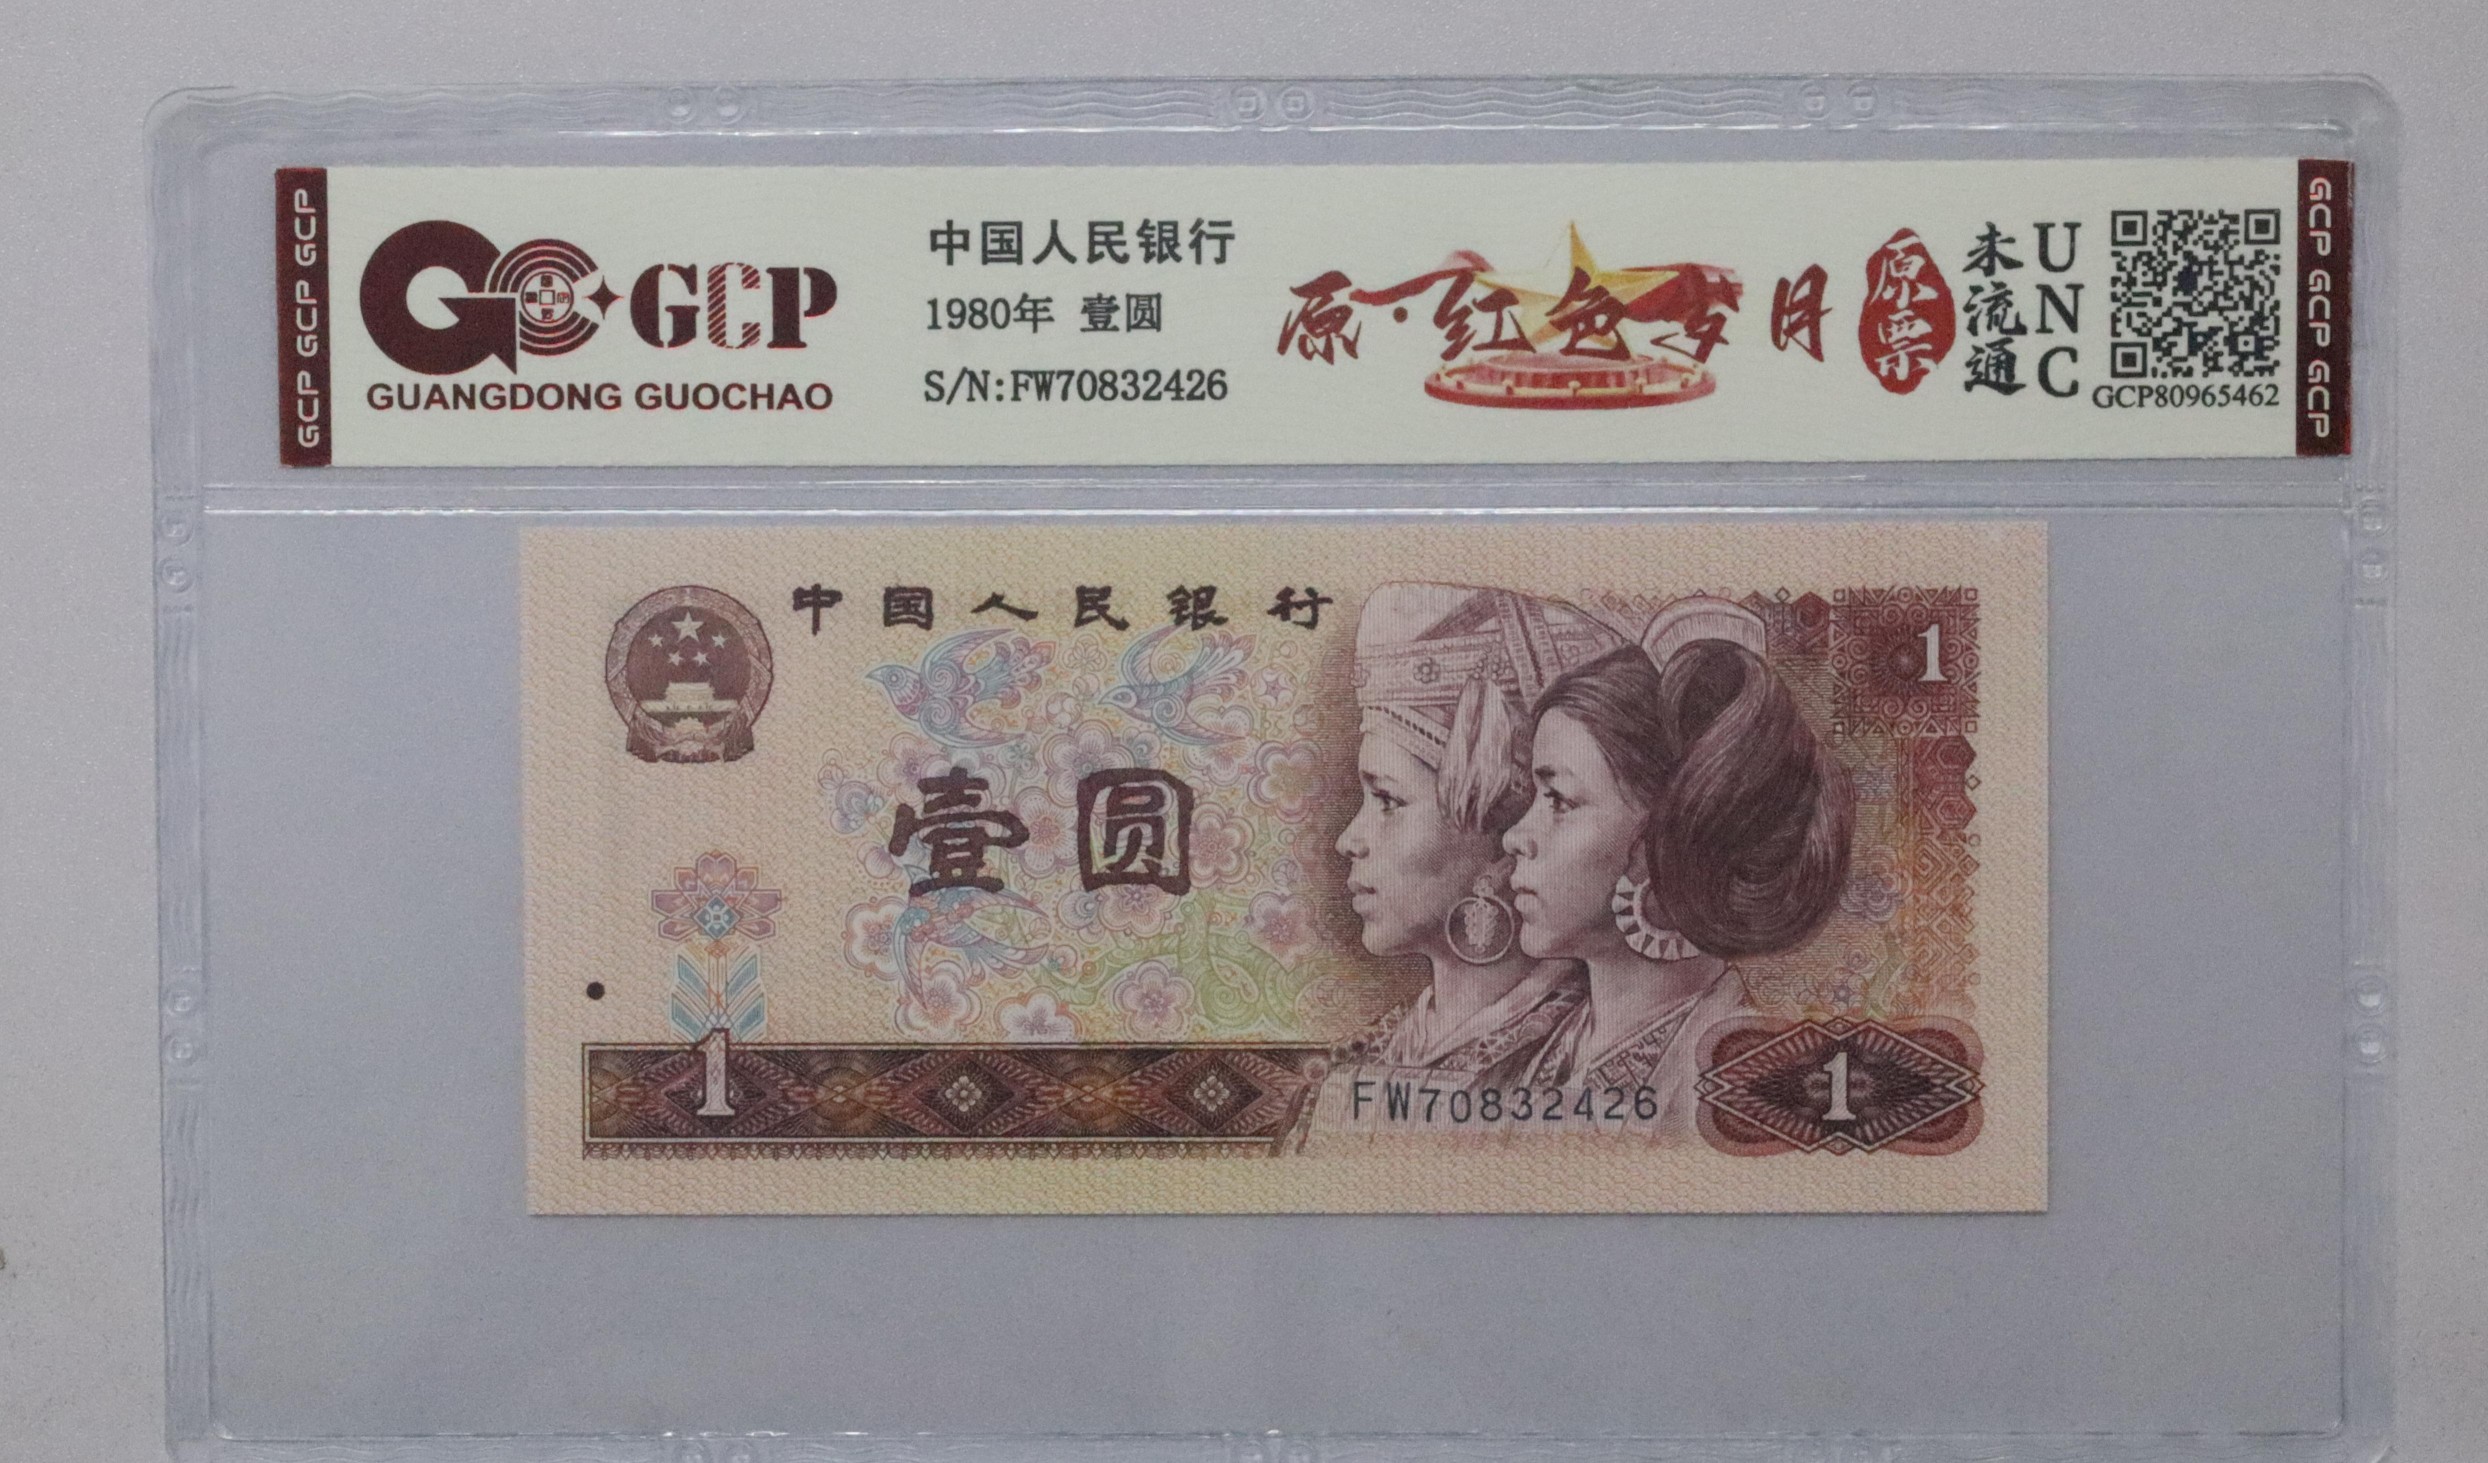 GCP GCP GCP
GCP
GUANGDONG GUOCHAO
中国人民银行
1980年 壹圆
S/N:FW70832426
原·红色岁月
原票
未流通
UNC
GCP80965462
GCP GCP GCP
中国人民银行
1
壹圆
1
FW70832426
1